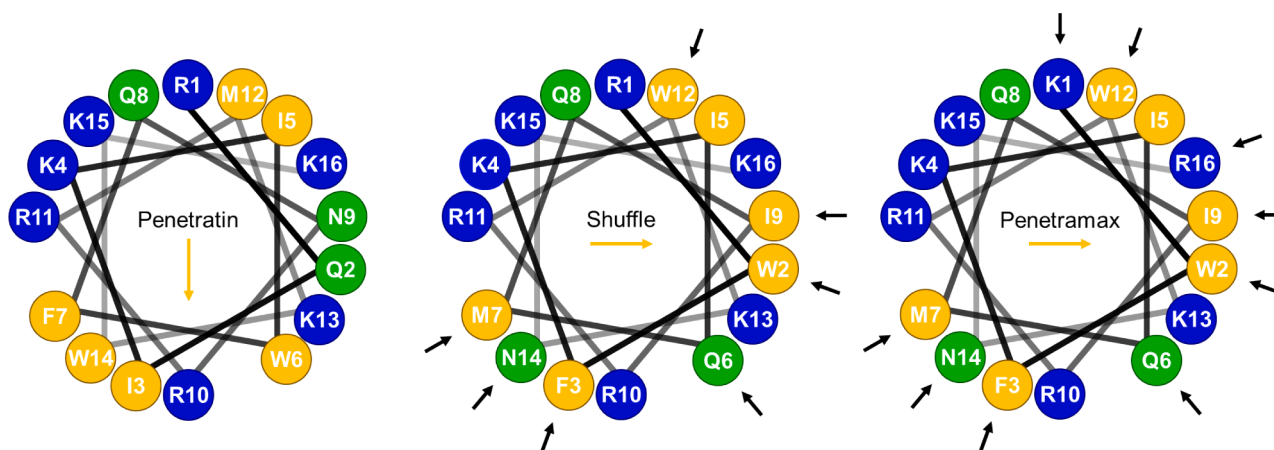 R1
M12
Q8
I5
K15
K16
K4
R11
N9
Penetratin
Q2
F7
K13
W14
W6
I3
R10
R1
W12
Q8
I5
K15
K16
K4
R11
I9
Shuffle
W2
M7
K13
N14
Q6
F3
R10
K1
W12
Q8
I5
K15
R16
K4
R11
I9
Penetramax
W2
M7
K13
N14
Q6
F3
R10